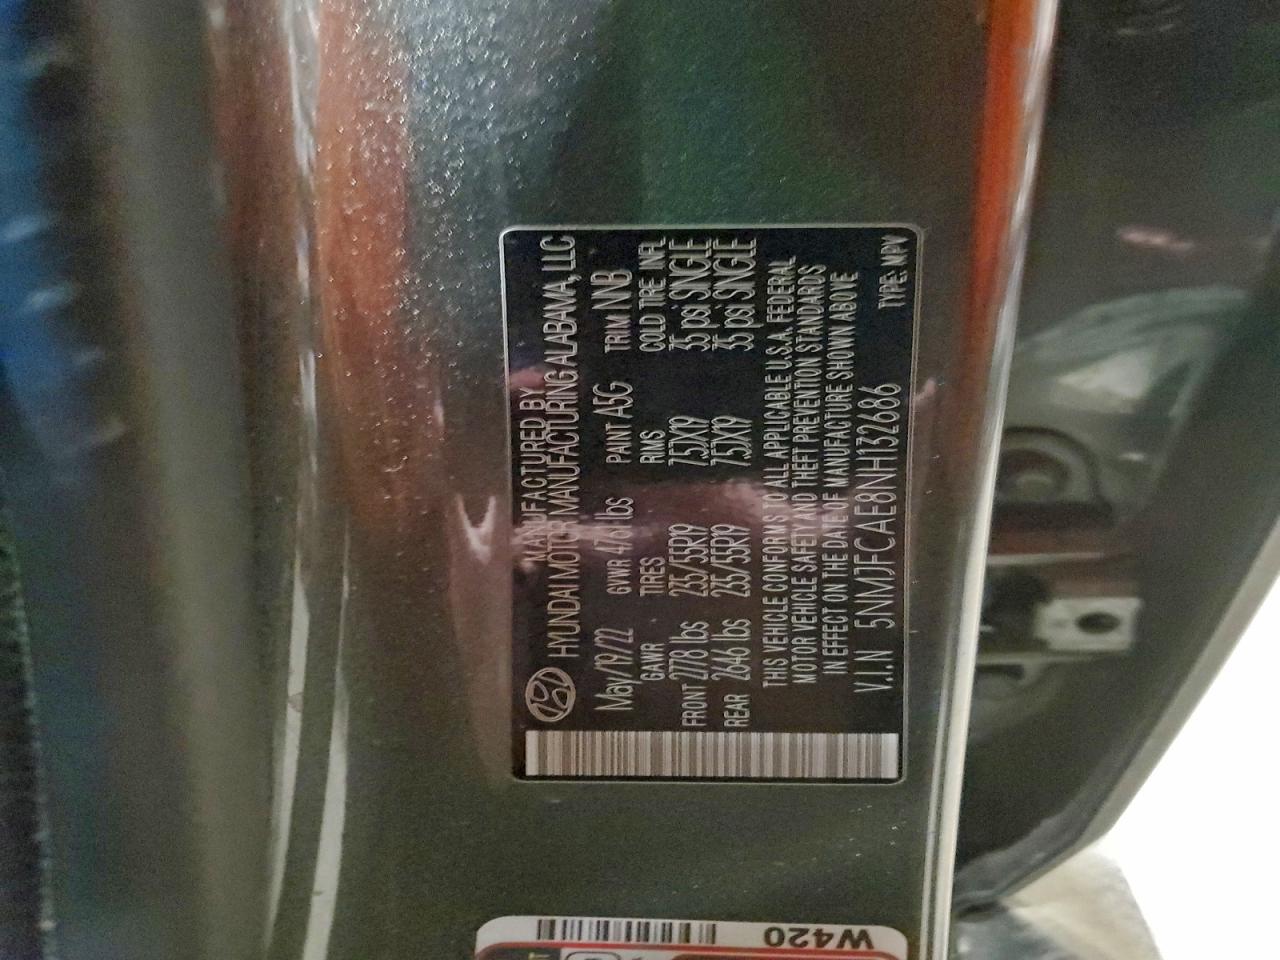 MANUFACTURED BY
HYUNDAI MOTOR MANUFACTURING ALABAMA, LLC
May/19/22 GVWR 4761 lbs PAINT A5G TRIM NNB
GAWR TIRES RIMS COLD TIRE INFL
FRONT 2778 lbs 235/55R19 7.5JX19 35 psi SINGLE
REAR 2646 lbs 235/55R19 7.5JX19 35 psi SINGLE
THIS VEHICLE CONFORMS TO ALL APPLICABLE U.S.A. FEDERAL
MOTOR VEHICLE SAFETY AND THEFT PREVENTION STANDARDS
IN EFFECT ON THE DATE OF MANUFACTURE SHOWN ABOVE
V.I.N 5NMJFCAE8NH132686 TYPE: MPV
W420